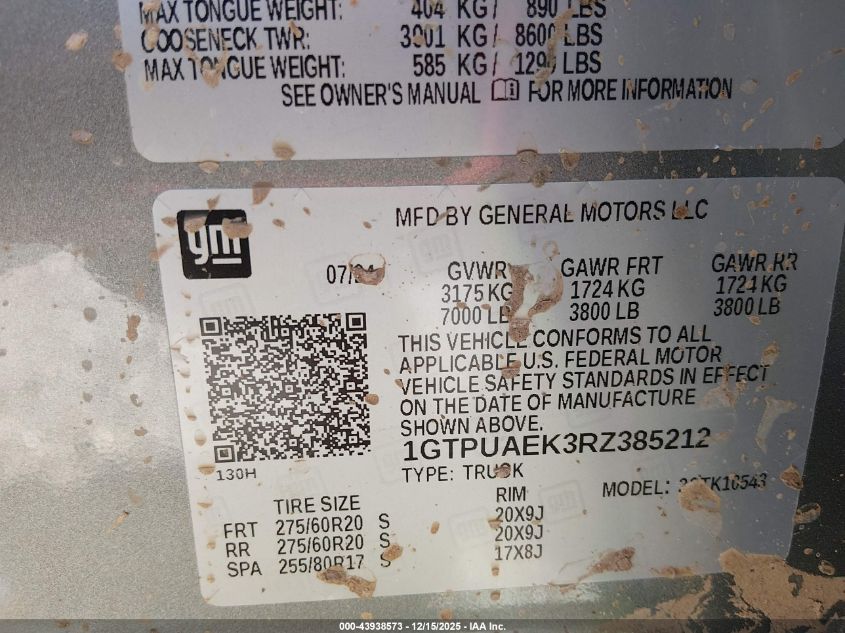 MAX TONGUE WEIGHT: 404 KG/ 890 LBS
GOOSENECK TWR: 3901 KG/ 8600 LBS
MAX TONGUE WEIGHT: 585 KG/ 1290 LBS
SEE OWNER'S MANUAL FOR MORE INFORMATION
gm
MFD BY GENERAL MOTORS LLC
07/24 GVWR GAWR FRT GAWR RR
3175 KG 1724 KG 1724 KG
7000 LB 3800 LB 3800 LB
THIS VEHICLE CONFORMS TO ALL
APPLICABLE U.S. FEDERAL MOTOR
VEHICLE SAFETY STANDARDS IN EFFECT
ON THE DATE OF MANUFACTURE
SHOWN ABOVE.
1GTPUAEK3RZ385212
130H
TYPE: TRUCK
MODEL: TK10543
TIRE SIZE RIM
FRT 275/60R20 S 20X9J
RR 275/60R20 S 20X9J
SPA 255/80R17 S 17X8J
000-43938573 - 12/15/2025 - IAA Inc.